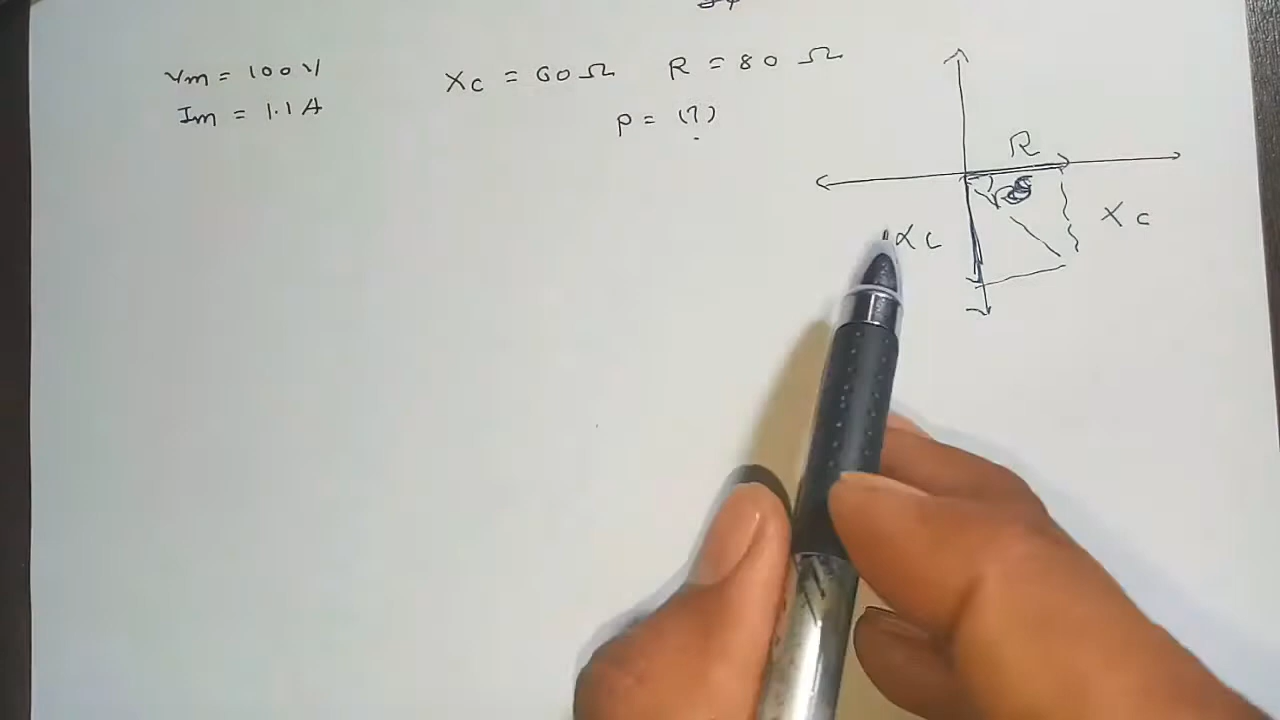 Vm = 100 V
Im = 1.1 A
Xc = 60 Ω R = 80 Ω
P = (?)
R
Xc
Xc